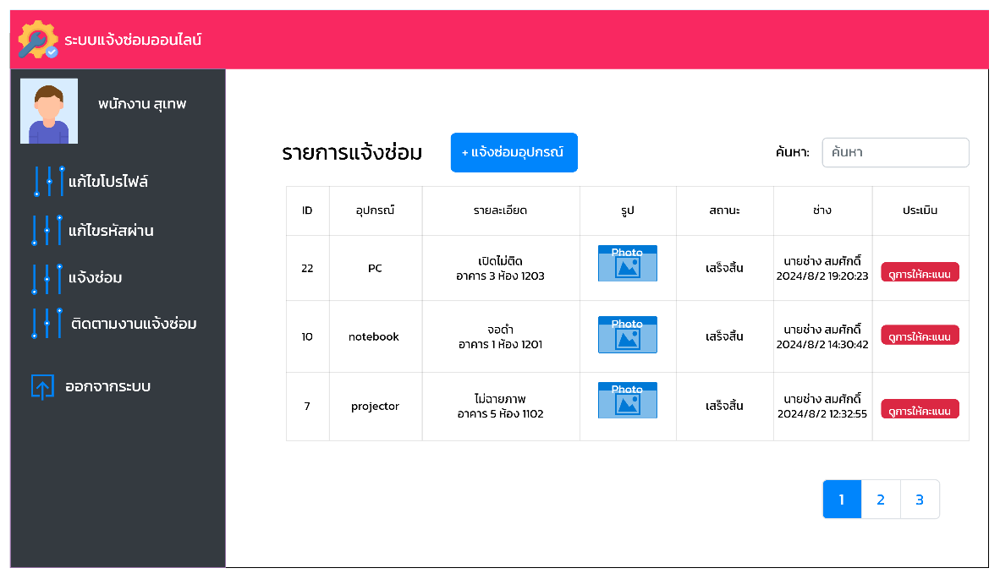 ระบบแจ้งซ่อมออนไลน์
พนักงาน สุเทพ
แก้ไขโปรไฟล์
แก้ไขรหัสผ่าน
แจ้งซ่อม
ติดตามงานแจ้งซ่อม
ออกจากระบบ
รายการแจ้งซ่อม
+ แจ้งซ่อมอุปกรณ์
ค้นหา: ค้นหา
ID อุปกรณ์ รายละเอียด รูป สถานะ ช่าง ประเมิน
22 PC เปิดไม่ติด Photo เสร็จสิ้น นายช่าง สมศักดิ์ ดูการให้คะแนน
อาคาร 3 ห้อง 1203 2024/8/2 19:20:23
10 notebook จอดำ Photo เสร็จสิ้น นายช่าง สมศักดิ์ ดูการให้คะแนน
อาคาร 1 ห้อง 1201 2024/8/2 14:30:42
7 projector ไม่ฉายภาพ Photo เสร็จสิ้น นายช่าง สมศักดิ์ ดูการให้คะแนน
อาคาร 5 ห้อง 1102 2024/8/2 12:32:55
1 2 3